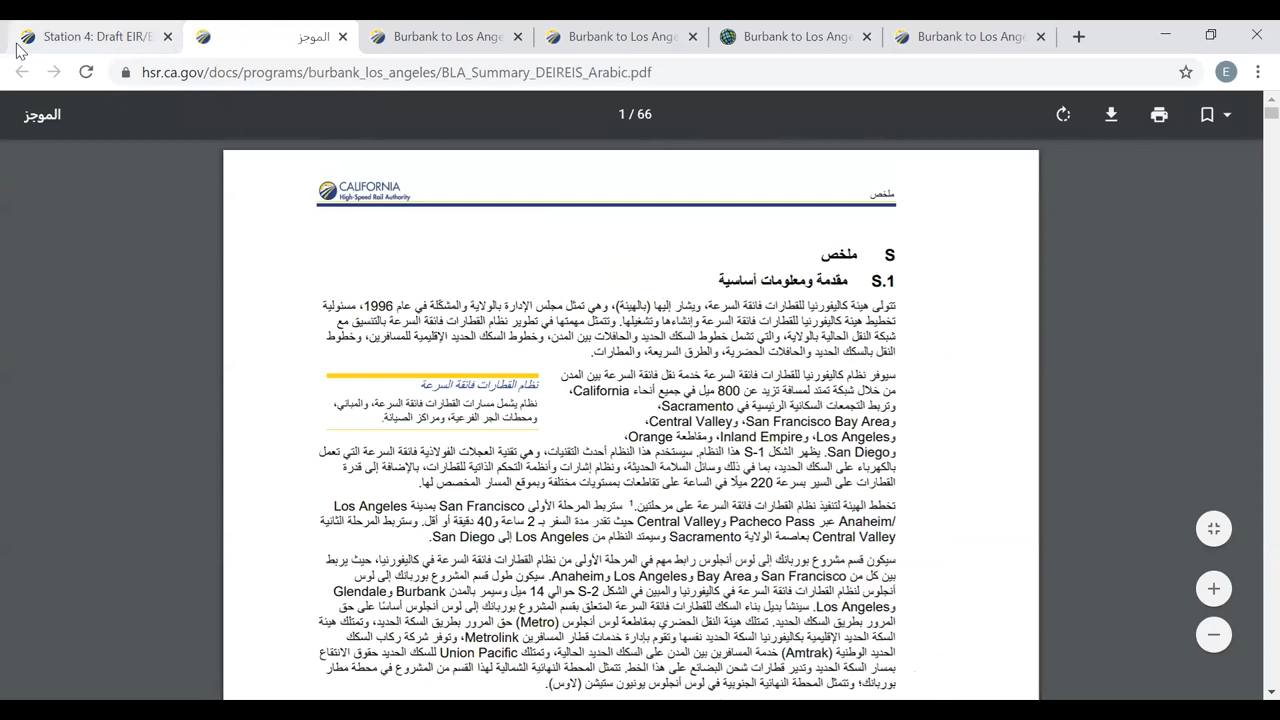 Station 4: Draft EIR/E
الموجز
Burbank to Los Ange
Burbank to Los Ange
Burbank to Los Ange
Burbank to Los Ange
hsr.ca.gov/docs/programs/burbank_los_angeles/BLA_Summary_DEIREIS_Arabic.pdf
E
الموجز
1 / 66
CALIFORNIA
High-Speed Rail Authority
ملخص
S ملخص
S.1 مقدمة ومعلومات أساسية
تتولى هيئة كاليفورنيا للقطارات فائقة السرعة، ويشار إليها (بالهيئة)، وهي تمثل مجلس الإدارة بالولاية والمشكّلة في عام 1996، مسئولية
تخطيط هيئة كاليفورنيا للقطارات فائقة السرعة وإنشاءها وتشغيلها. وتتمثل مهمتها في تطوير نظام القطارات فائقة السرعة بالتنسيق مع
شبكة النقل الحالية بالولاية، والتي تشمل خطوط السكك الحديد والحافلات بين المدن، وخطوط السكك الحديد الإقليمية للمسافرين، وخطوط
النقل بالسكك الحديد والحافلات الحضرية، والطرق السريعة، والمطارات.
سيوفر نظام كاليفورنيا للقطارات فائقة السرعة خدمة نقل فائقة السرعة بين المدن
من خلال شبكة تمتد لمسافة تزيد عن 800 ميل في جميع أنحاء California،
وتربط التجمعات السكانية الرئيسية في Sacramento،
وSan Francisco Bay Area، وCentral Valley،
وLos Angeles، وInland Empire، ومقاطعة Orange،
نظام القطارات فائقة السرعة
نظام يشمل مسارات القطارات فائقة السرعة، والمباني،
ومحطات الجر الفرعية، ومراكز الصيانة.
وSan Diego. يظهر الشكل S-1 هذا النظام. سيستخدم هذا النظام أحدث التقنيات، وهي تقنية العجلات الفولاذية فائقة السرعة التي تعمل
بالكهرباء على السكك الحديد، بما في ذلك وسائل السلامة الحديثة، ونظام إشارات وأنظمة التحكم الذاتية للقطارات، بالإضافة إلى قدرة
القطارات على السير بسرعة 220 ميلًا في الساعة على تقاطعات بمستويات مختلفة وبموقع المسار المخصص لها.
تخطط الهيئة لتنفيذ نظام القطارات فائقة السرعة على مرحلتين.1 ستربط المرحلة الأولى San Francisco بمدينة Los Angeles
/Anaheim عبر Pacheco Pass وCentral Valley حيث تقدر مدة السفر بـ 2 ساعة و40 دقيقة أو أقل. وستربط المرحلة الثانية
Central Valley بعاصمة الولاية Sacramento وسيمتد النظام من Los Angeles إلى San Diego.
سيكون قسم مشروع بوربانك إلى لوس أنجلوس رابط مهم في المرحلة الأولى من نظام القطارات فائقة السرعة في كاليفورنيا، حيث يربط
بين كل من San Francisco وBay Area وLos Angeles وAnaheim. سيكون طول قسم المشروع بوربانك إلى لوس
أنجلوس لنظام القطارات فائقة السرعة في كاليفورنيا والمبين في الشكل S-2 حوالي 14 ميل وسيمر بالمدن Burbank وGlendale
وLos Angeles. سينشأ بديل بناء السكك للقطارات فائقة السرعة المتعلق بقسم المشروع بوربانك إلى لوس أنجلوس أساسًا على حق
المرور بطريق السكك الحديد. تمتلك هيئة النقل الحضري بمقاطعة لوس أنجلوس (Metro) حق المرور بطريق السكة الحديد، وتمتلك هيئة
السكة الحديد الإقليمية بكاليفورنيا السكة الحديد نفسها وتقوم بإدارة خدمات قطار المسافرين Metrolink، وتوفر شركة ركاب السكك
الحديد الوطنية (Amtrak) خدمة المسافرين بين المدن على السكك الحديد الحالية، وتمتلك Union Pacific للسكك الحديد حقوق الانتفاع
بمسار السكة الحديد وتدير قطارات شحن البضائع على هذا الخط. تتمثل المحطة النهائية الشمالية لهذا القسم من المشروع في محطة مطار
بوربانك؛ وتتمثل المحطة النهائية الجنوبية في لوس أنجلوس يونيون ستيشن (لاوس).